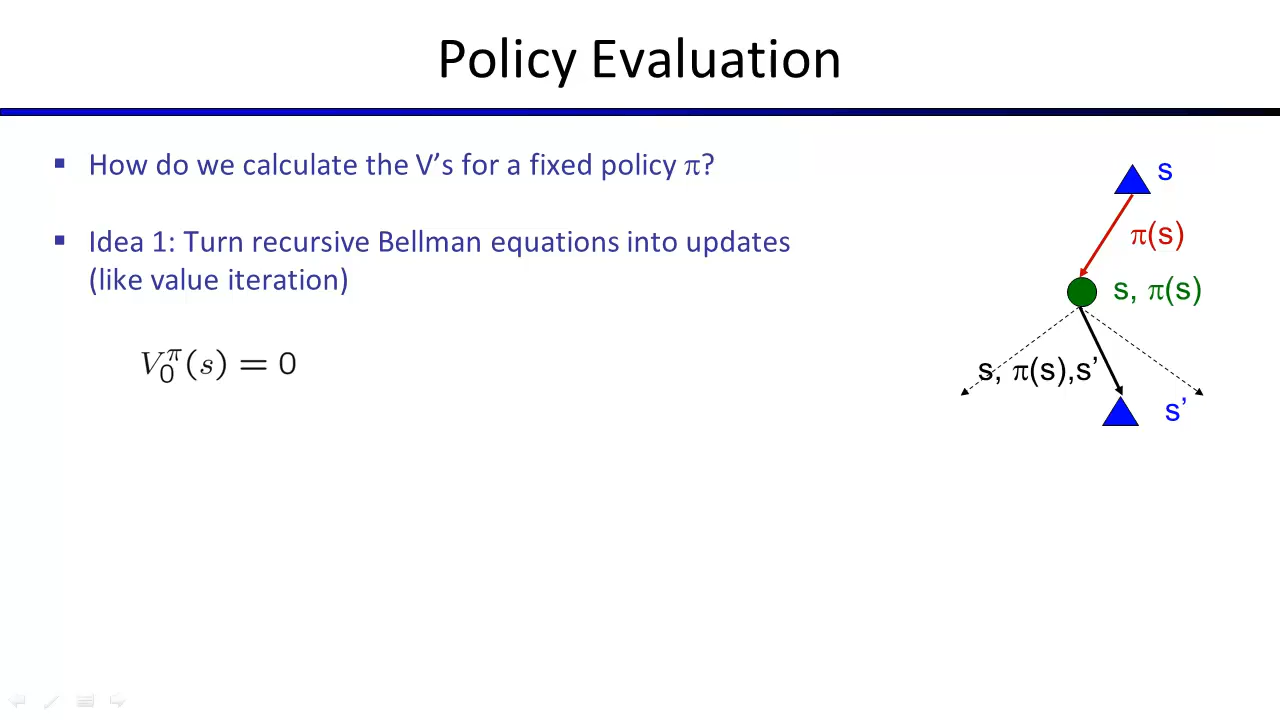 Policy Evaluation
How do we calculate the V’s for a fixed policy π?
Idea 1: Turn recursive Bellman equations into updates
(like value iteration)
V₀^π(s) = 0
s
π(s)
s, π(s)
s, π(s),s’
s’